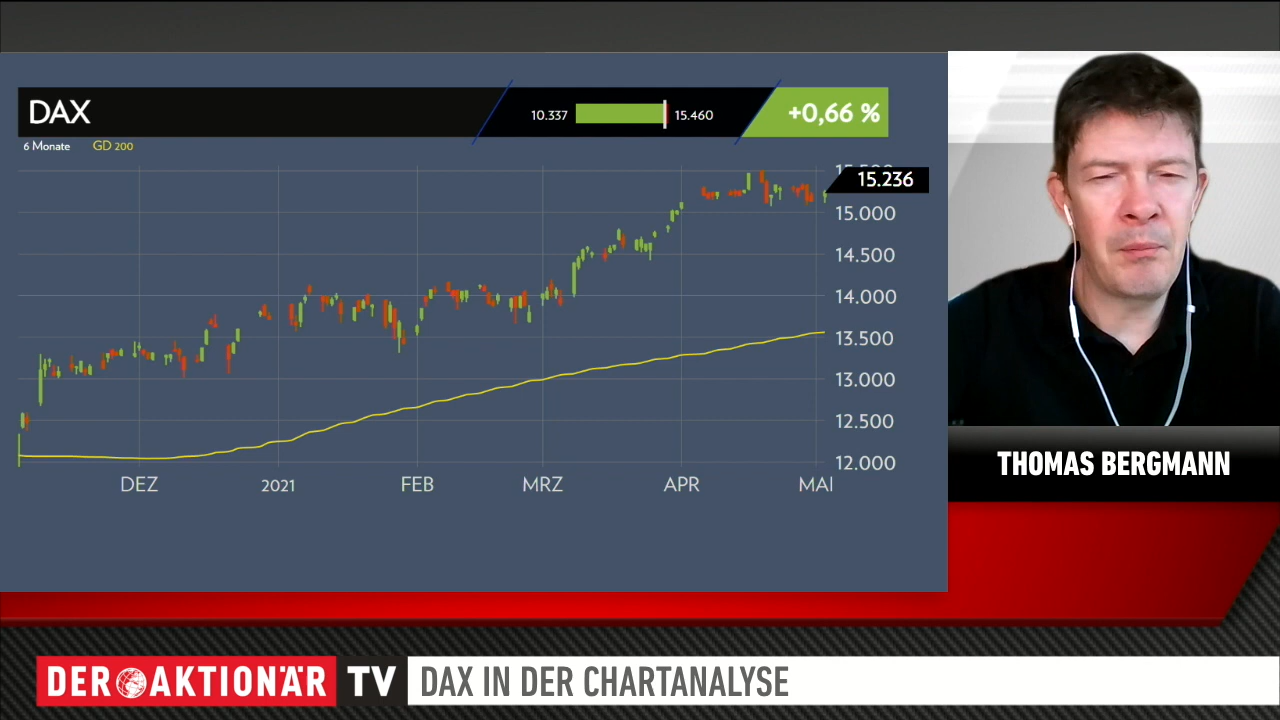 DAX
10.337
15.460
+0,66 %
6 Monate
GD 200
15.236
15.000
14.500
14.000
13.500
13.000
12.500
12.000
DEZ
2021
FEB
MRZ
APR
MAI
THOMAS BERGMANN
DER AKTIONÄR TV
DAX IN DER CHARTANALYSE